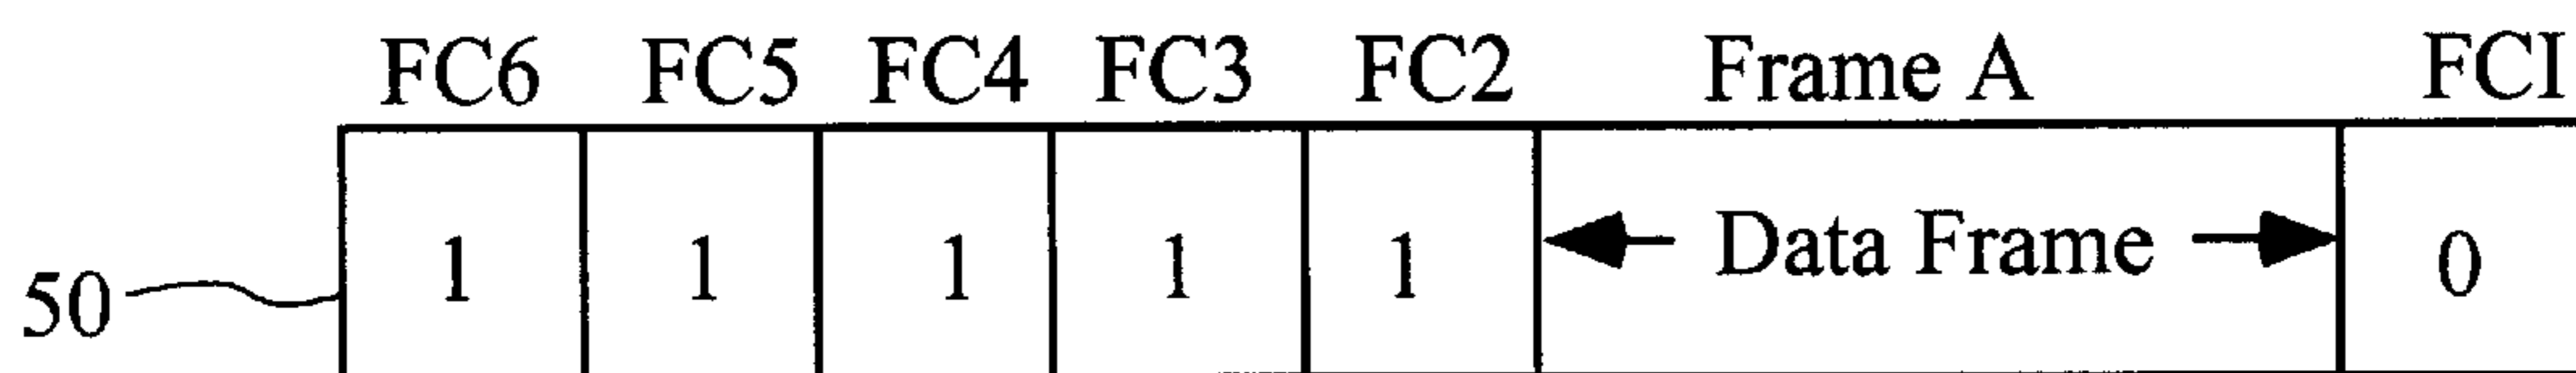 FC6 FC5 FC4 FC3 FC2 Frame A FCI
50 1 1 1 1 1 Data Frame 0